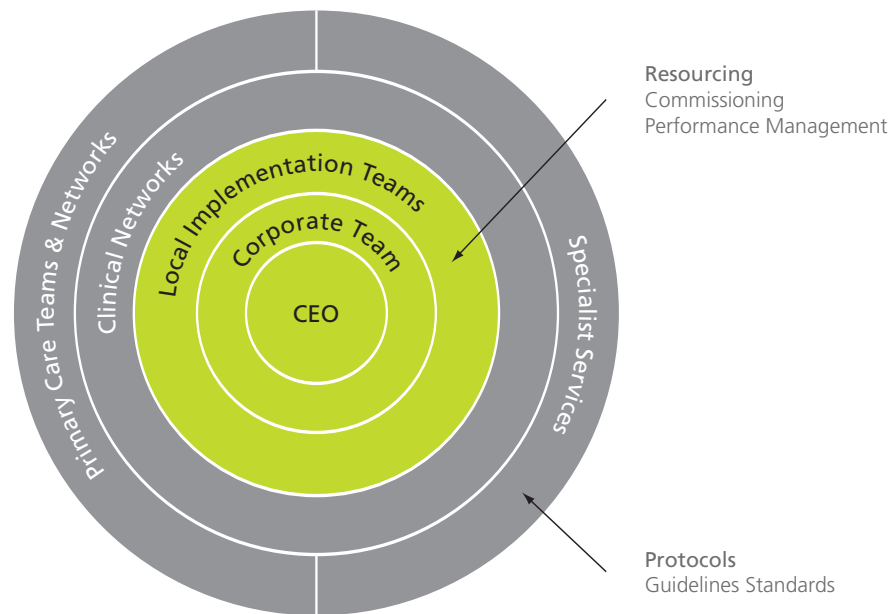 Resourcing
Commissioning
Performance Management
Primary Care Teams & Networks
Clinical Networks
Local Implementation Teams
Corporate Team
CEO
Specialist Services
Protocols
Guidelines Standards